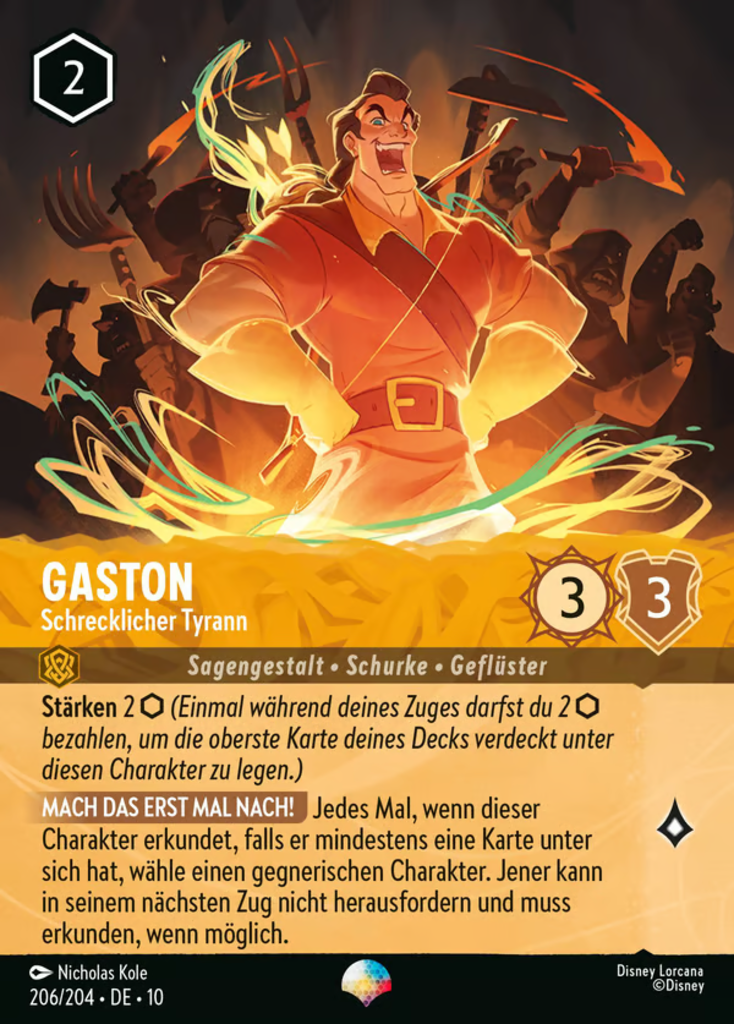 2
GASTON
Schrecklicher Tyrann
3
3
Sagengestalt • Schurke • Geflüster
Stärken 2 (Einmal während deines Zuges darfst du 2
bezahlen, um die oberste Karte deines Decks verdeckt unter
diesen Charakter zu legen.)
MACH DAS ERST MAL NACH! Jedes Mal, wenn dieser
Charakter erkundet, falls er mindestens eine Karte unter
sich hat, wähle einen gegnerischen Charakter. Jener kann
in seinem nächsten Zug nicht herausfordern und muss
erkunden, wenn möglich.
Nicholas Kole
206/204 • DE • 10
Disney Lorcana
©Disney